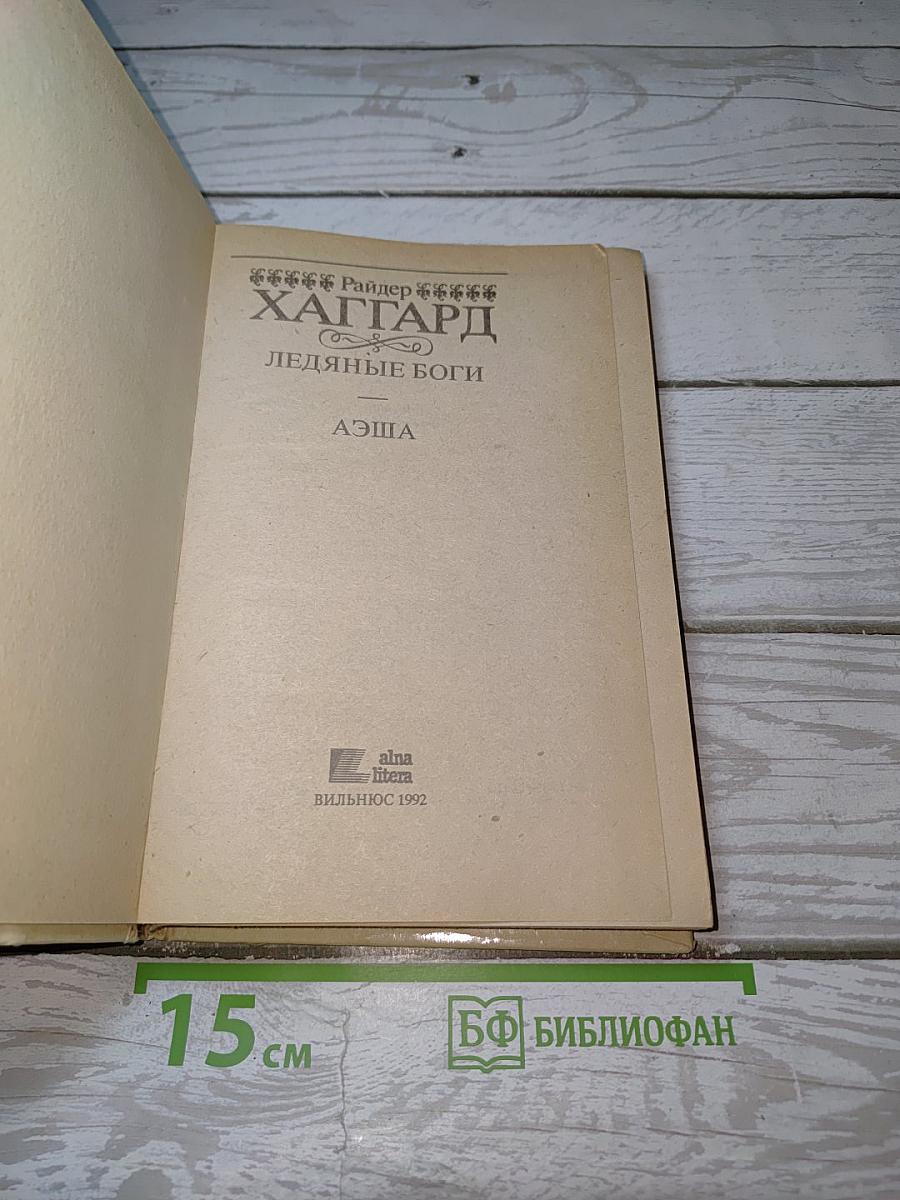 Райдер
ХАГГАРД
ЛЕДЯНЫЕ БОГИ
—
АЭША
alna
litera
ВИЛЬНЮС 1992
15 см
БФ БИБЛИОФАН